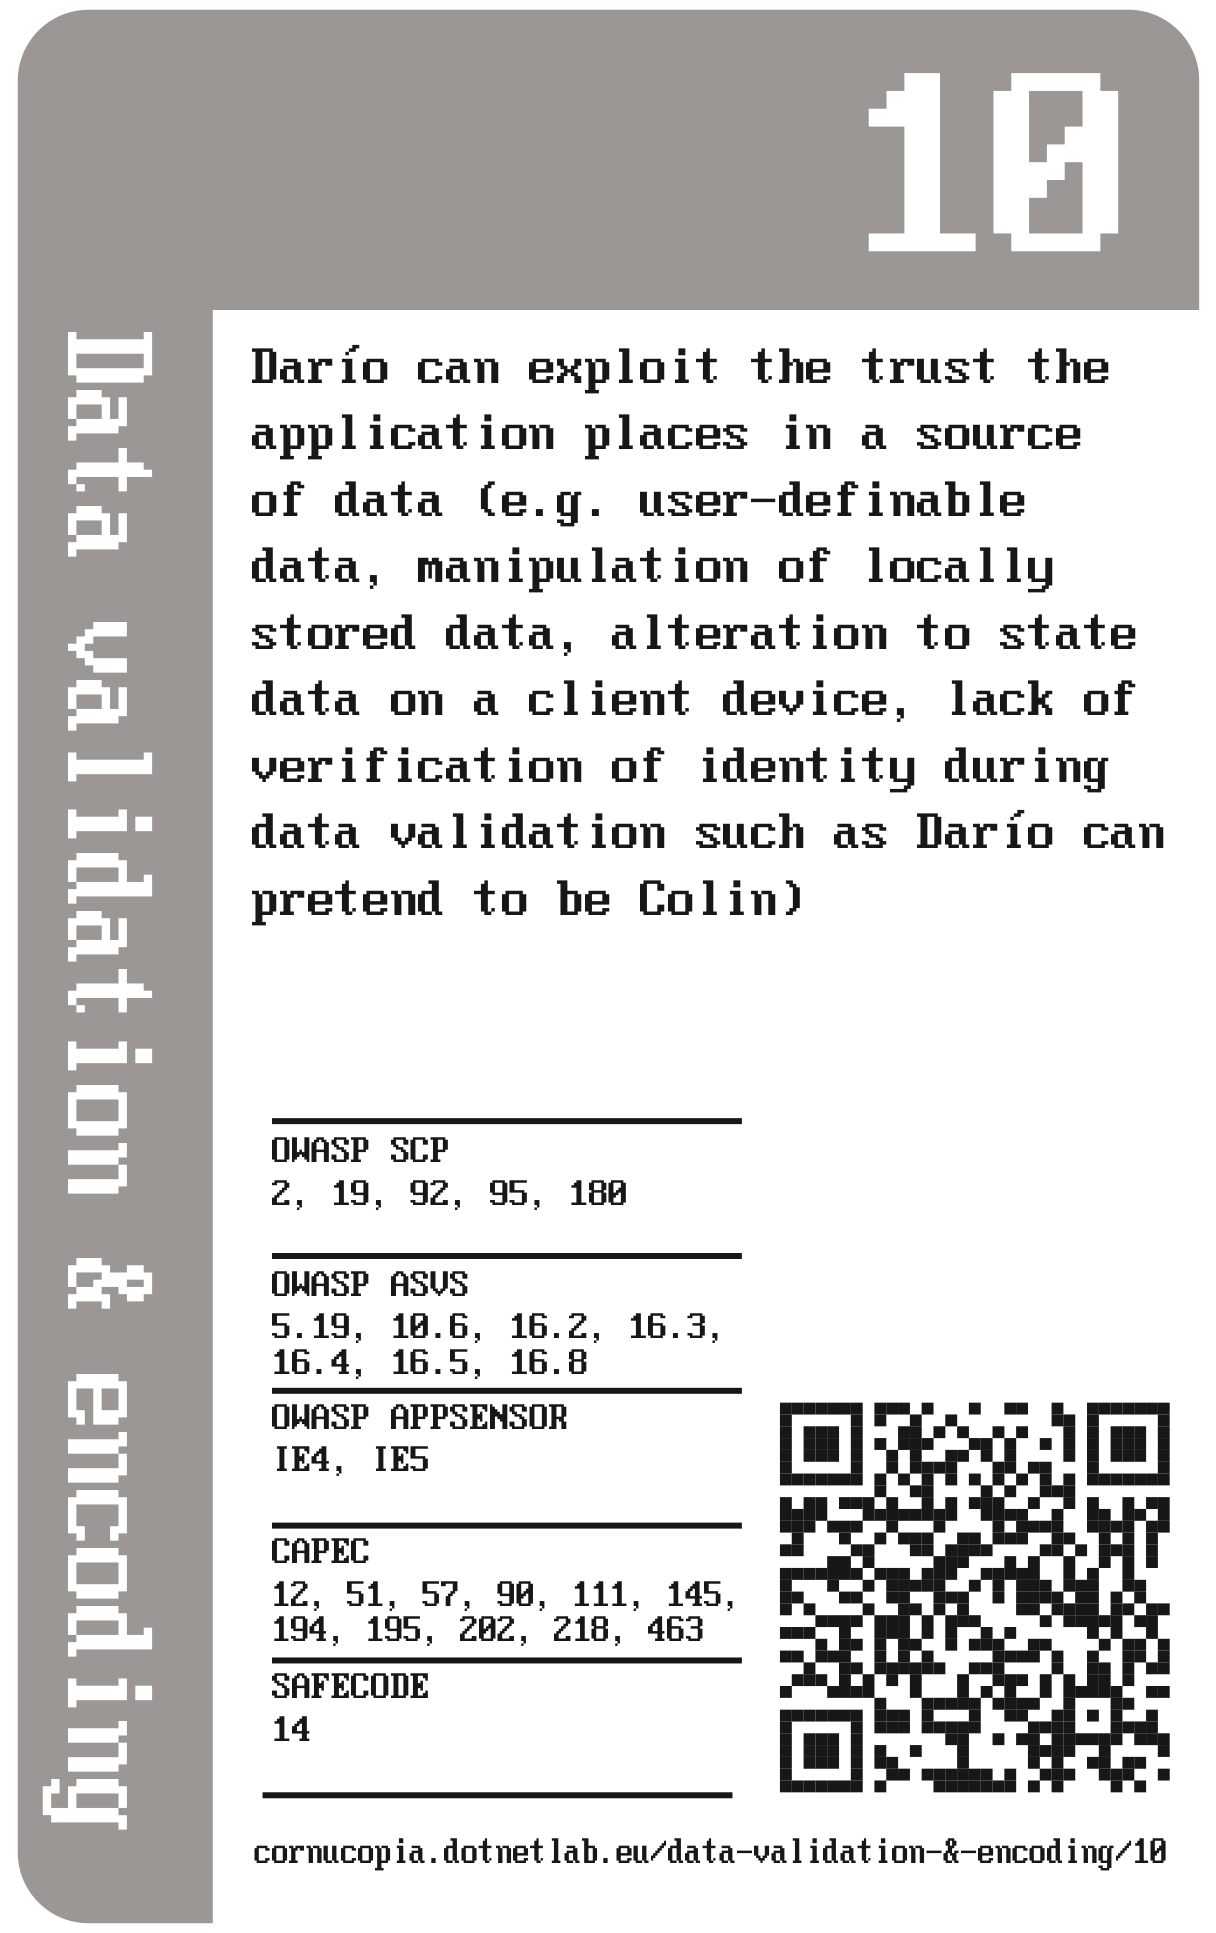 10
Data validation & encoding
Darío can exploit the trust the
application places in a source
of data (e.g. user-definable
data, manipulation of locally
stored data, alteration to state
data on a client device, lack of
verification of identity during
data validation such as Darío can
pretend to be Colin)
OWASP SCP
2, 19, 92, 95, 180
OWASP ASVS
5.19, 10.6, 16.2, 16.3,
16.4, 16.5, 16.8
OWASP APPSENSOR
IE4, IE5
CAPEC
12, 51, 57, 90, 111, 145,
194, 195, 202, 218, 463
SAFECODE
14
cornucopia.dotnetlab.eu/data-validation-&-encoding/10